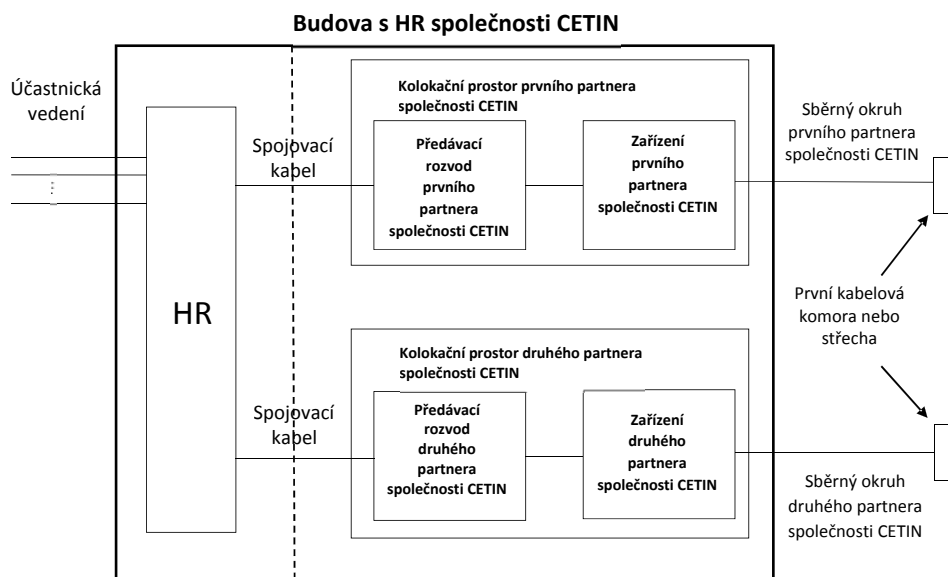 Budova s HR společnosti CETIN
Účastnická
vedení
HR
Spojovací
kabel
Kolokační prostor prvního partnera
společnosti CETIN
Předávací
rozvod
prvního
partnera
společnosti CETIN
Zařízení
prvního
partnera
společnosti CETIN
Sběrný okruh
prvního partnera
společnosti CETIN
První kabelová
komora nebo
střecha
Spojovací
kabel
Kolokační prostor druhého partnera
společnosti CETIN
Předávací
rozvod
druhého
partnera
společnosti CETIN
Zařízení
druhého
partnera
společnosti CETIN
Sběrný okruh
druhého partnera
společnosti CETIN